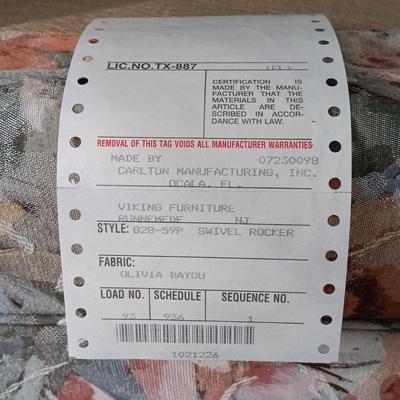 LIC.NO.TX-887 (FL)
CERTIFICATION IS
MADE BY THE MANU-
FACTURER THAT THE
MATERIALS IN THIS
ARTICLE ARE DE-
SCRIBED IN ACCOR-
DANCE WITH LAW.
REMOVAL OF THIS TAG VOIDS ALL MANUFACTURER WARRANTIES
MADE BY 07230098
CARLTON MANUFACTURING, INC.
OCALA, FL.
VIKING FURNITURE
RUNNEMEDE NJ
STYLE: 828-59P SWIVEL ROCKER
FABRIC:
OLIVIA BAYOU
LOAD NO. SCHEDULE SEQUENCE NO.
93 936 1
1021226